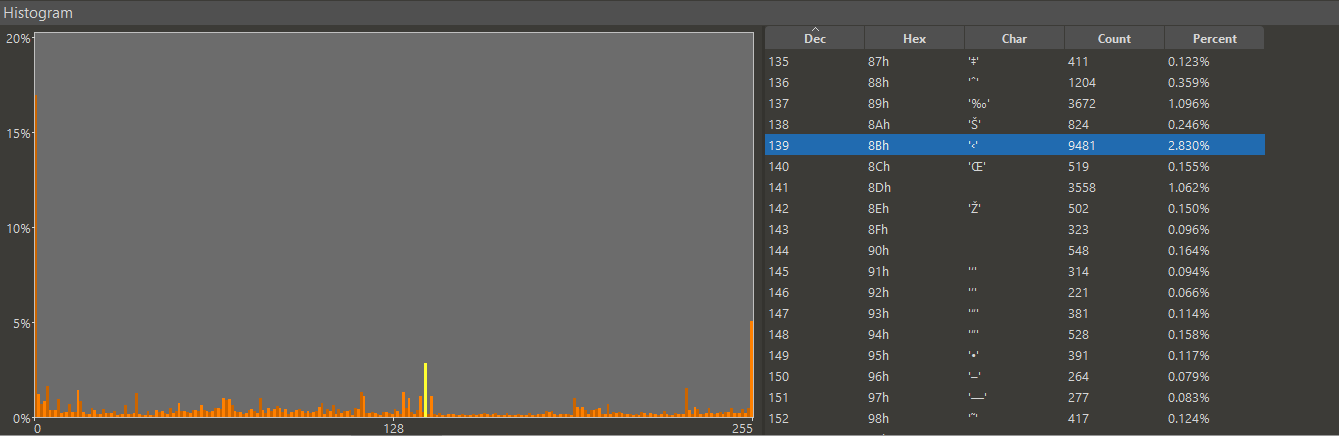 Histogram
20%
15%
10%
5%
0%
0
128
255
Dec Hex Char Count Percent
135 87h '‡' 411 0.123%
136 88h 'ˆ' 1204 0.359%
137 89h '‰' 3672 1.096%
138 8Ah 'Š' 824 0.246%
139 8Bh '‹' 9481 2.830%
140 8Ch 'Œ' 519 0.155%
141 8Dh 3558 1.062%
142 8Eh 'Ž' 502 0.150%
143 8Fh 323 0.096%
144 90h 548 0.164%
145 91h '‘' 314 0.094%
146 92h '’' 221 0.066%
147 93h '“' 381 0.114%
148 94h '”' 528 0.158%
149 95h '•' 391 0.117%
150 96h '–' 264 0.079%
151 97h '—' 277 0.083%
152 98h '˜' 417 0.124%